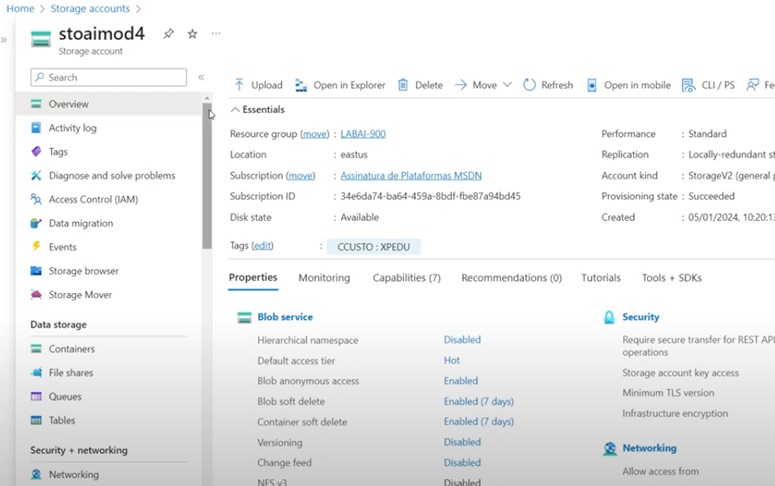 Home > Storage accounts >
stoaimod4
Storage account
Search
Overview
Activity log
Tags
Diagnose and solve problems
Access Control (IAM)
Data migration
Events
Storage browser
Storage Mover
Data storage
Containers
File shares
Queues
Tables
Security + networking
Networking
Upload Open in Explorer Delete Move Refresh Open in mobile CLI / PS Fe
Essentials
Resource group (move) : LABAI-900
Location : eastus
Subscription (move) : Assinatura de Plataformas MSDN
Subscription ID : 34e6da74-ba64-459a-8bdf-fbe87a94bd45
Disk state : Available
Performance : Standard
Replication : Locally-redundant st
Account kind : StorageV2 (general p
Provisioning state : Succeeded
Created : 05/01/2024, 10:20:13
Tags (edit) : CCUSTO : XPEDU
Properties Monitoring Capabilities (7) Recommendations (0) Tutorials Tools + SDKs
Blob service
Hierarchical namespace Disabled
Default access tier Hot
Blob anonymous access Enabled
Blob soft delete Enabled (7 days)
Container soft delete Enabled (7 days)
Versioning Disabled
Change feed Disabled
NFS v3 Disabled
Security
Require secure transfer for REST API
operations
Storage account key access
Minimum TLS version
Infrastructure encryption
Networking
Allow access from